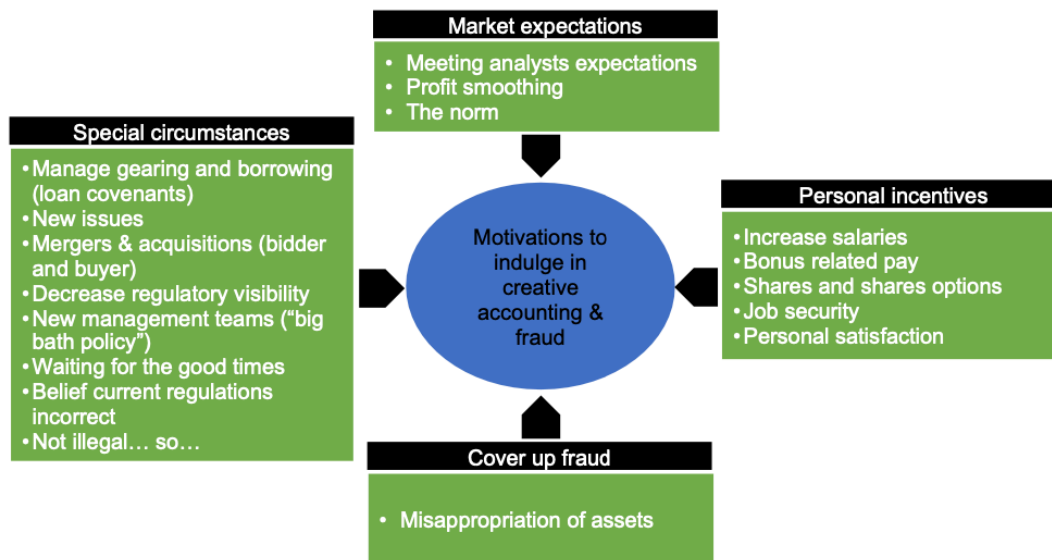 Market expectations
• Meeting analysts expectations
• Profit smoothing
• The norm
Special circumstances
• Manage gearing and borrowing
(loan covenants)
• New issues
• Mergers & acquisitions (bidder
and buyer)
• Decrease regulatory visibility
• New management teams (“big
bath policy”)
• Waiting for the good times
• Belief current regulations
incorrect
• Not illegal… so…
Motivations to
indulge in
creative
accounting &
fraud
Personal incentives
• Increase salaries
• Bonus related pay
• Shares and shares options
• Job security
• Personal satisfaction
Cover up fraud
• Misappropriation of assets